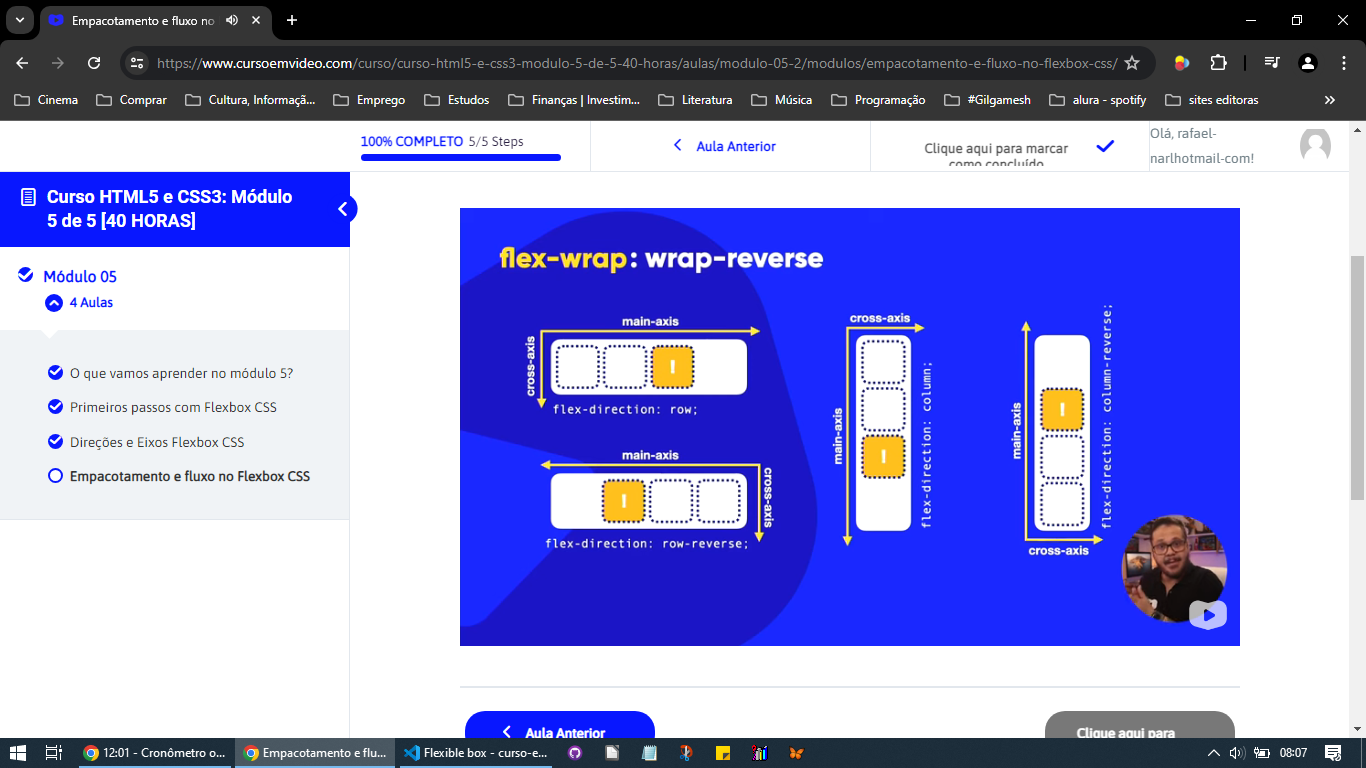 Empacotamento e fluxo no
https://www.cursoemvideo.com/curso/curso-html5-e-css3-modulo-5-de-5-40-horas/aulas/modulo-05-2/modulos/empacotamento-e-fluxo-no-flexbox-css/
Cinema
Comprar
Cultura, Informaçã...
Emprego
Estudos
Finanças | Investim...
Literatura
Música
Programação
#Gilgamesh
alura - spotify
sites editoras
100% COMPLETO 5/5 Steps
Aula Anterior
Clique aqui para marcar
como concluído
Olá, rafael-
narlhotmail-com!
Curso HTML5 e CSS3: Módulo
5 de 5 [40 HORAS]
Módulo 05
4 Aulas
O que vamos aprender no módulo 5?
Primeiros passos com Flexbox CSS
Direções e Eixos Flexbox CSS
Empacotamento e fluxo no Flexbox CSS
flex-wrap: wrap-reverse
main-axis
cross-axis
!
flex-direction: row;
main-axis
cross-axis
!
flex-direction: row-reverse;
cross-axis
main-axis
!
flex-direction: column;
main-axis
!
flex-direction: column-reverse;
cross-axis
Aula Anterior
Clique aqui para
12:01 - Cronômetro o...
Empacotamento e flu...
Flexible box - curso-e...
08:07